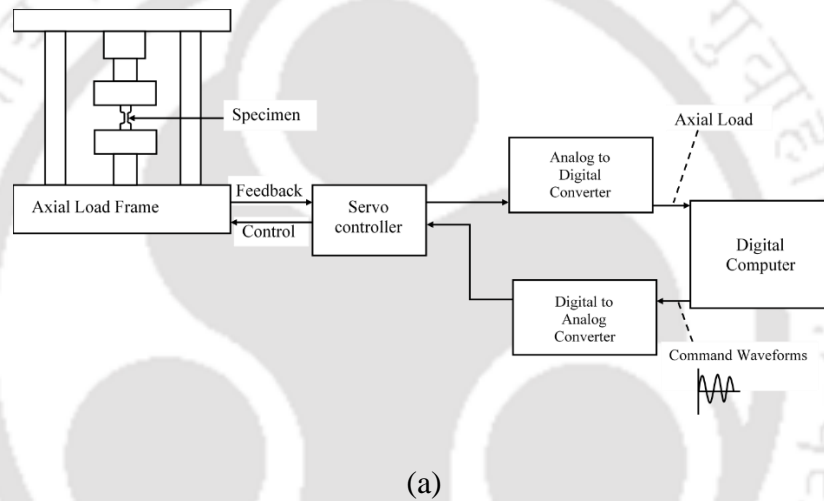 Specimen
Axial Load
Analog to
Digital
Converter
Feedback
Axial Load Frame
Servo
controller
Control
Digital
Computer
Digital to
Analog
Converter
Command Waveforms
(a)